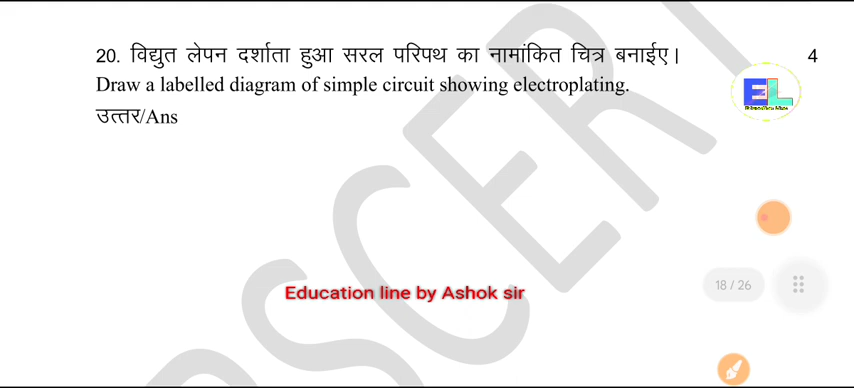 20. विद्युत लेपन दर्शाता हुआ सरल परिपथ का नामांकित चित्र बनाईए। 4
Draw a labelled diagram of simple circuit showing electroplating.
EL
उत्तर/Ans
Education line by Ashok sir
18 / 26